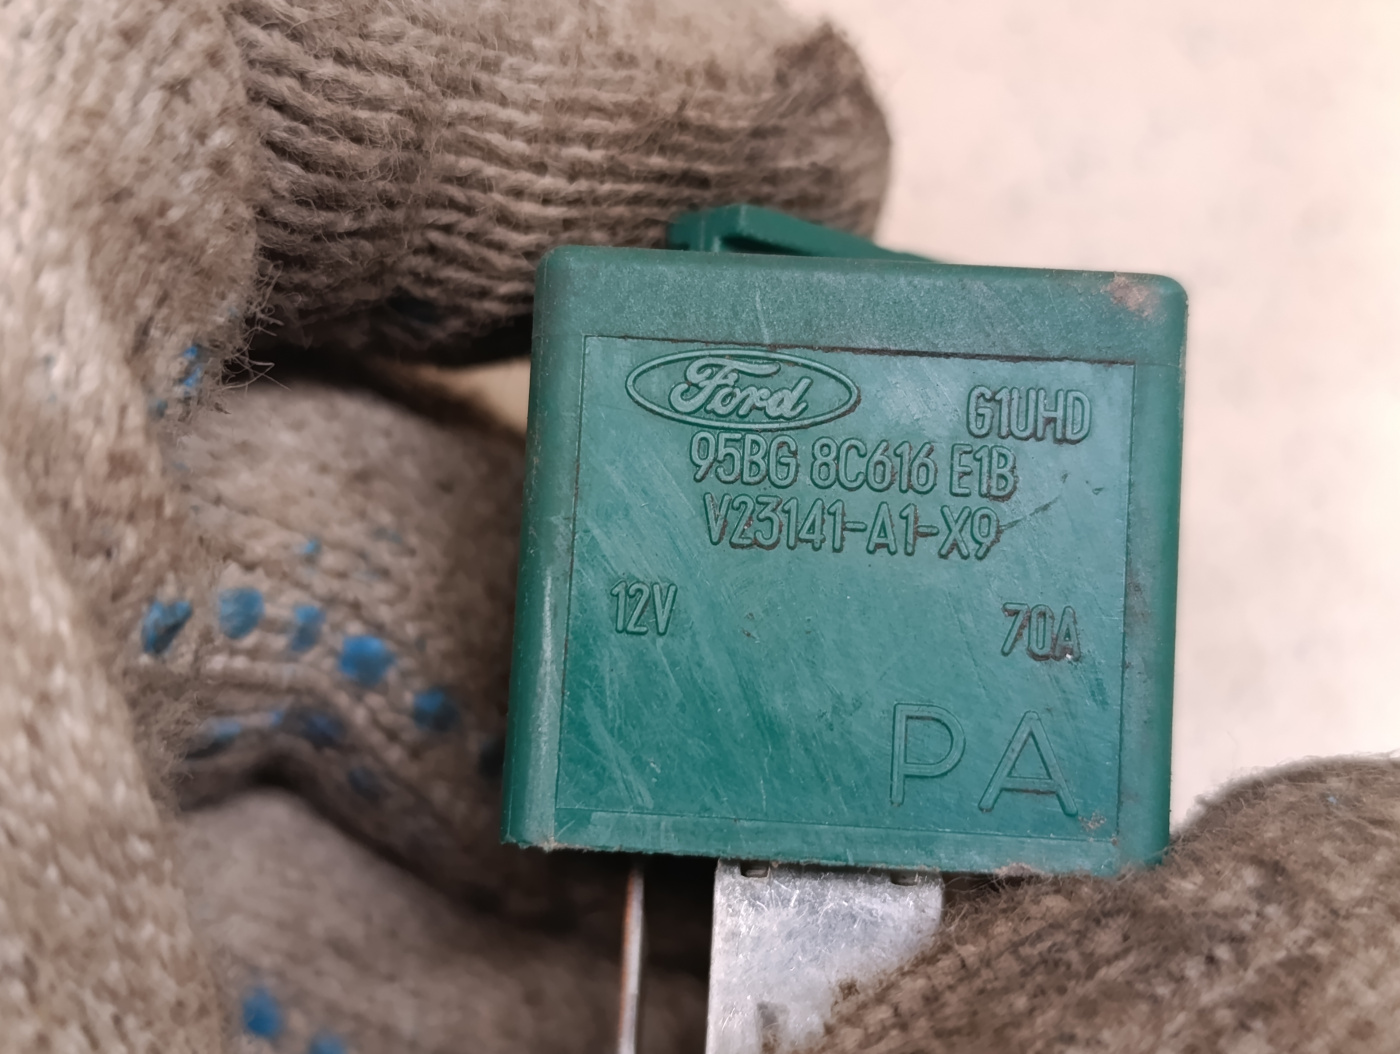 Ford G1UHD
95BG 8C616 E1B
V23141-A1-X9
12V 70A
PA